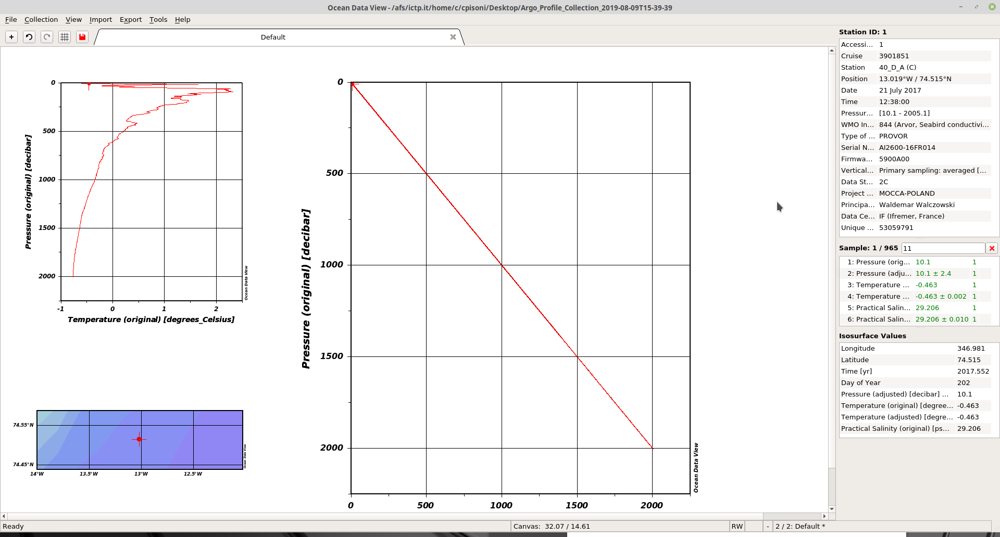 Ocean Data View - /afs/ictp.it/home/c/cpisoni/Desktop/Argo_Profile_Collection_2019-08-09T15-39-39
File Collection View Import Export Tools Help
Default
0
500
1000
1500
2000
Pressure (original) [decibar]
-1 0 1 2
Temperature (original) [degrees_Celsius]
Ocean Data View
0
500
1000
1500
2000
Pressure (original) [decibar]
0 500 1000 1500 2000
Ocean Data View
74.55°N
74.45°N
14°W 13.5°W 13°W 12.5°W
Ocean Data View
Station ID: 1
Accessi... 1
Cruise 3901851
Station 40_D_A (C)
Position 13.019°W / 74.515°N
Date 21 July 2017
Time 12:38:00
Pressur... [10.1 - 2005.1]
WMO In... 844 (Arvor, Seabird conductivi...
Type of ... PROVOR
Serial N... AI2600-16FR014
Firmwa... 5900A00
Vertical... Primary sampling: averaged [...
Data St... 2C
Project ... MOCCA-POLAND
Principa... Waldemar Walczowski
Data Ce... IF (Ifremer, France)
Unique ... 53059791
Sample: 1 / 965 11
1: Pressure (orig... 10.1 1
2: Pressure (adju... 10.1 ± 2.4 1
3: Temperature ... -0.463 1
4: Temperature ... -0.463 ± 0.002 1
5: Practical Salin... 29.206 1
6: Practical Salin... 29.206 ± 0.010 1
Isosurface Values
Longitude 346.981
Latitude 74.515
Time [yr] 2017.552
Day of Year 202
Pressure (adjusted) [decibar] ... 10.1
Temperature (original) [degree... -0.463
Temperature (adjusted) [degre... -0.463
Practical Salinity (original) [ps... 29.206
Ready Canvas: 32.07 / 14.61 RW - 2 / 2: Default *